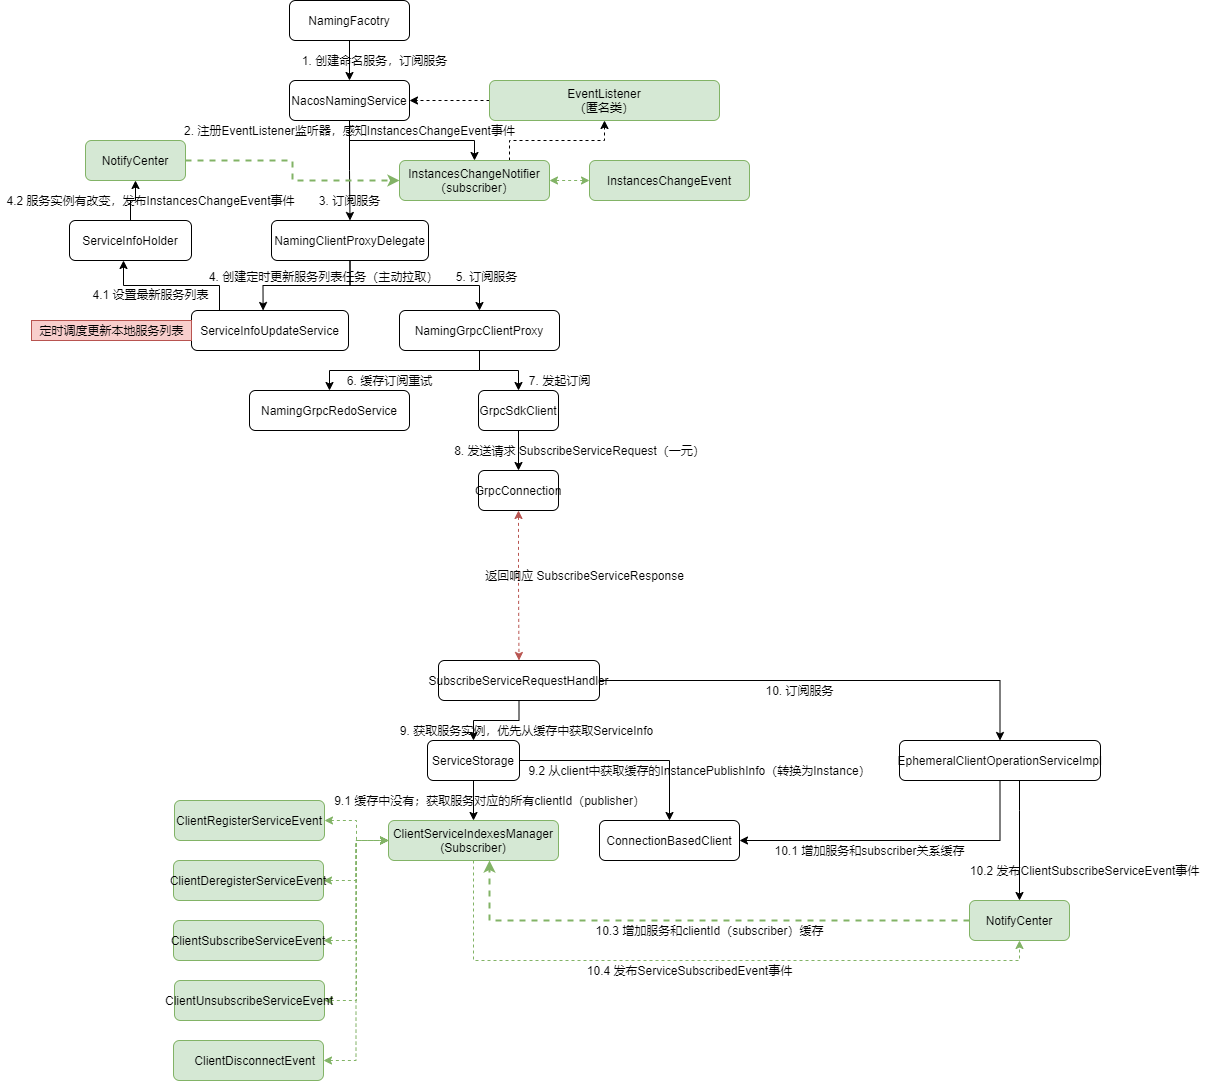 NamingFacotry
1. 创建命名服务，订阅服务
NacosNamingService
EventListener
（匿名类）
2. 注册EventListener监听器，感知InstancesChangeEvent事件
NotifyCenter
InstancesChangeNotifier
（subscriber）
InstancesChangeEvent
4.2 服务实例有改变，发布InstancesChangeEvent事件
3. 订阅服务
ServiceInfoHolder
NamingClientProxyDelegate
4. 创建定时更新服务列表任务（主动拉取）
5. 订阅服务
4.1 设置最新服务列表
定时调度更新本地服务列表
ServiceInfoUpdateService
NamingGrpcClientProxy
6. 缓存订阅重试
7. 发起订阅
NamingGrpcRedoService
GrpcSdkClient
8. 发送请求 SubscribeServiceRequest（一元）
GrpcConnection
返回响应 SubscribeServiceResponse
SubscribeServiceRequestHandler
10. 订阅服务
9. 获取服务实例，优先从缓存中获取ServiceInfo
ServiceStorage
EphemeralClientOperationServiceImpl
9.2 从client中获取缓存的InstancePublishInfo（转换为Instance）
9.1 缓存中没有；获取服务对应的所有clientId（publisher）
ClientRegisterServiceEvent
ClientServiceIndexesManager
（Subscriber）
ConnectionBasedClient
10.1 增加服务和subscriber关系缓存
10.2 发布ClientSubscribeServiceEvent事件
ClientDeregisterServiceEvent
NotifyCenter
10.3 增加服务和clientId（subscriber）缓存
ClientSubscribeServiceEvent
10.4 发布ServiceSubscribedEvent事件
ClientUnsubscribeServiceEvent
ClientDisconnectEvent